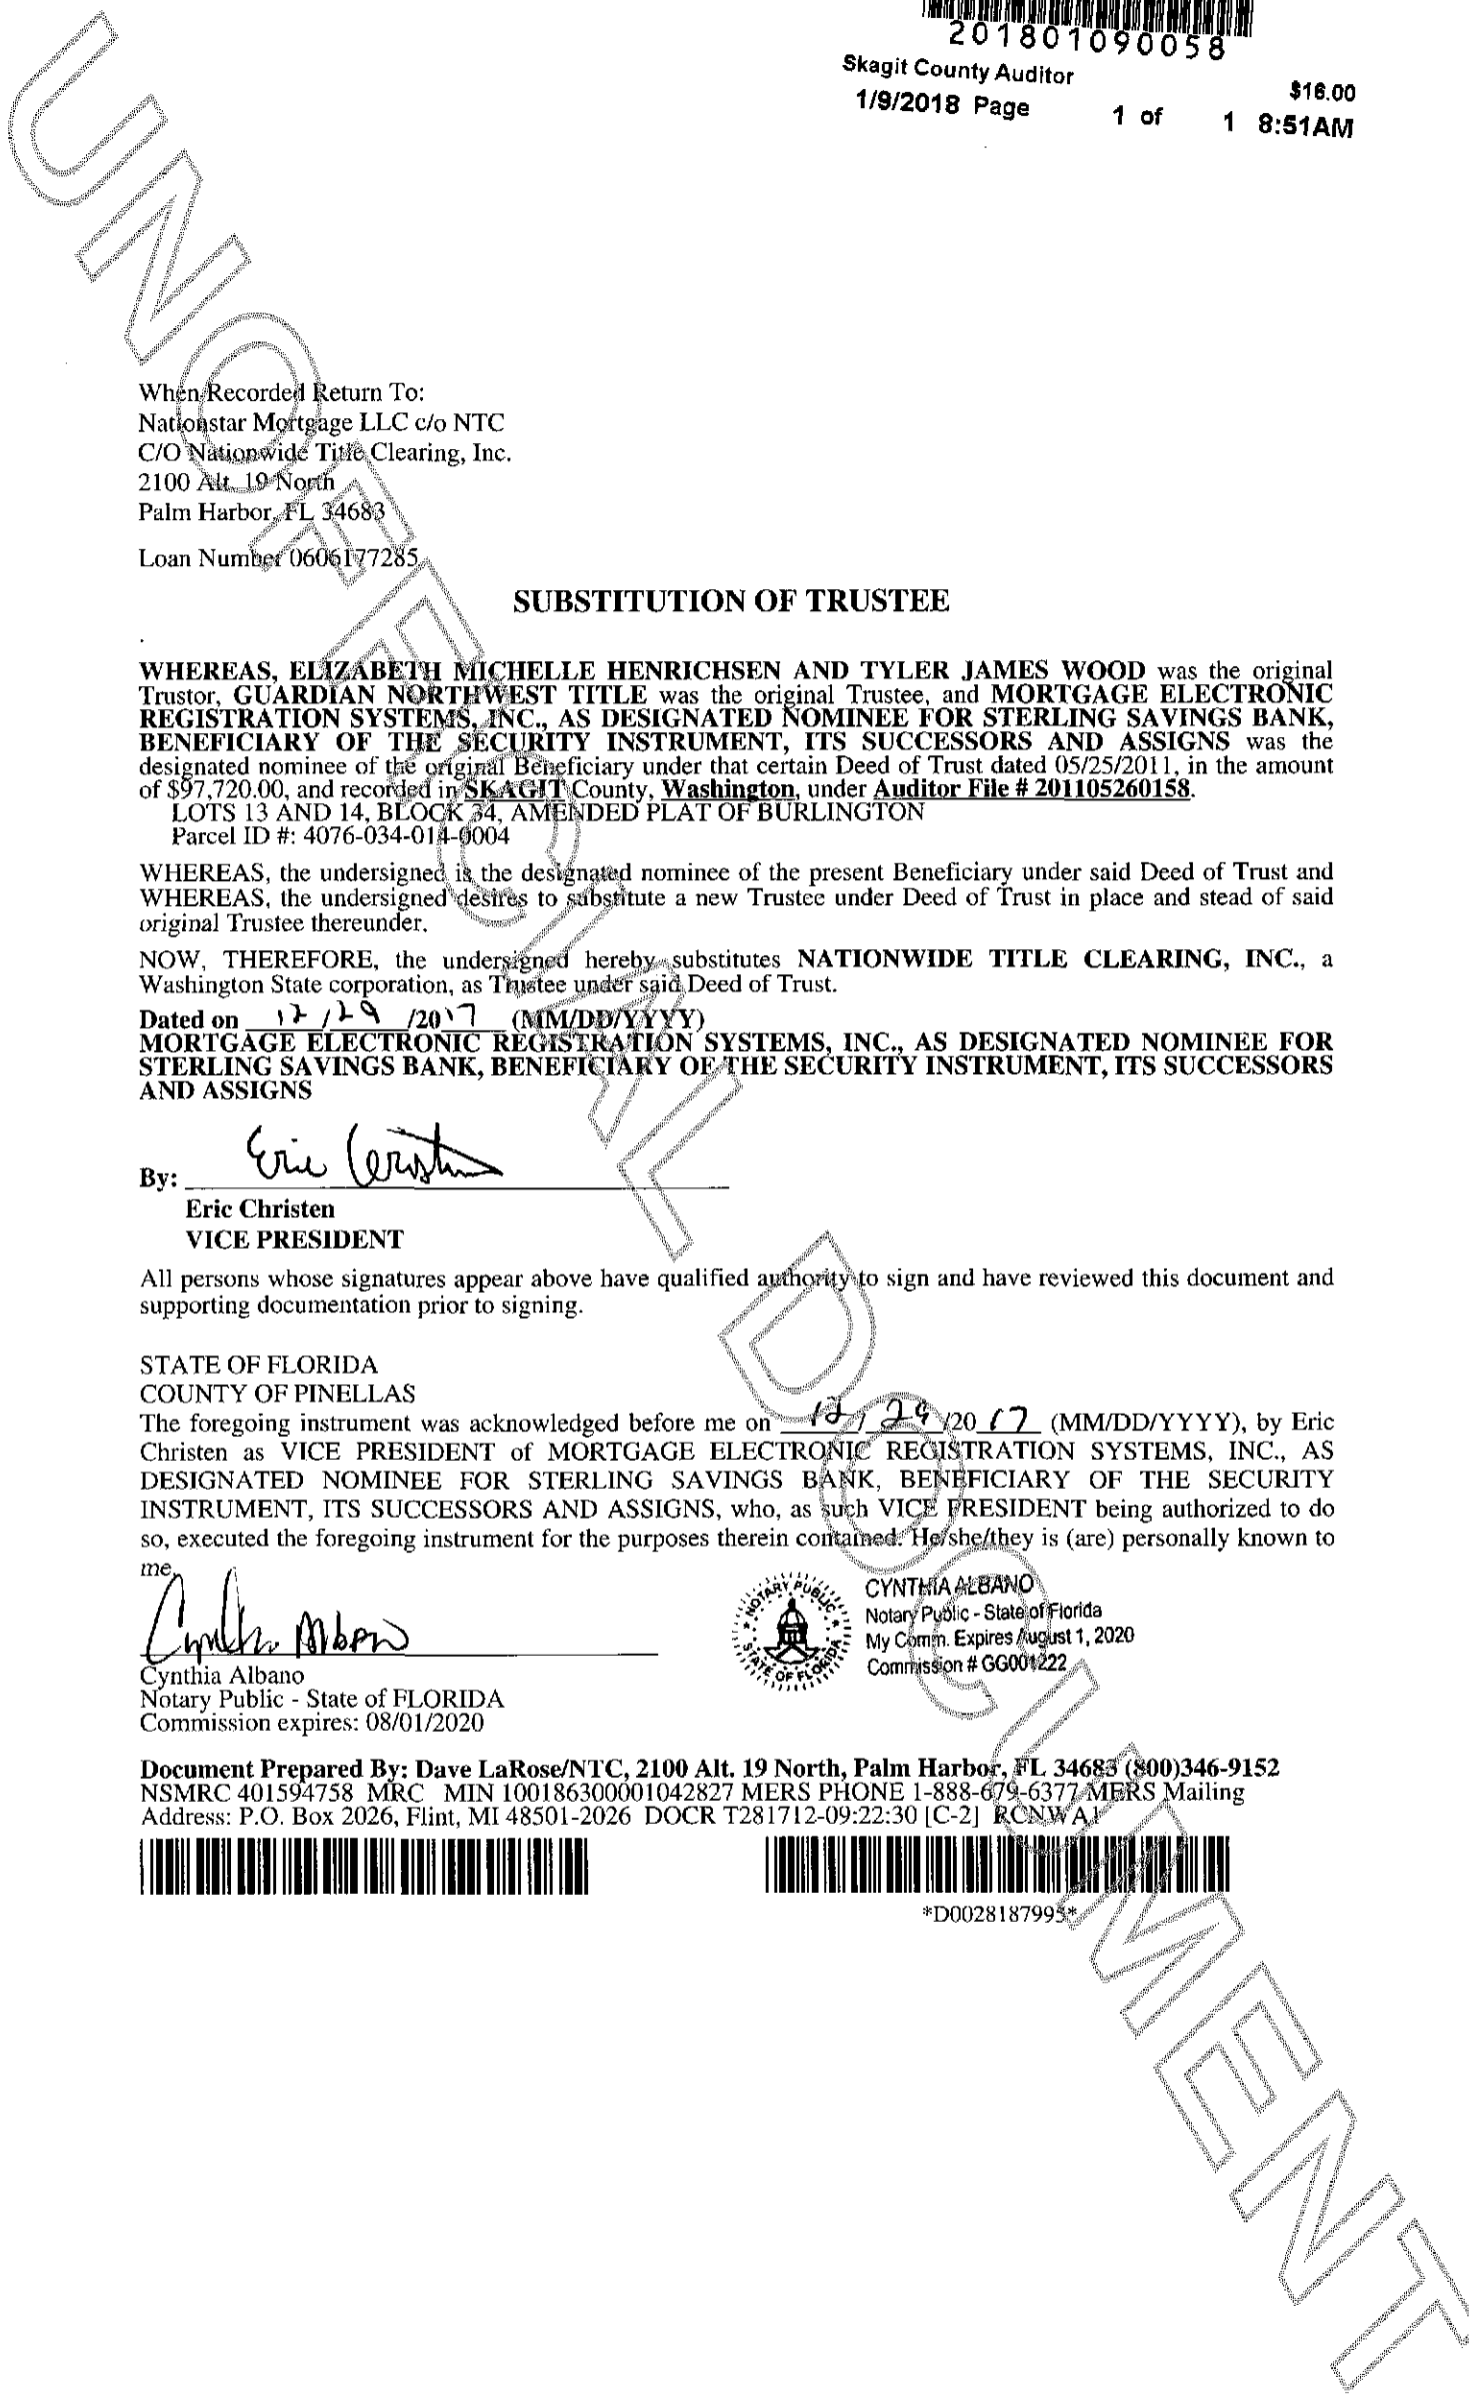 201801090058
Skagit County Auditor $16.00
1/9/2018 Page 1 of 1 8:51AM
When Recorded Return To:
Nationstar Mortgage LLC c/o NTC
C/O Nationwide Title Clearing, Inc.
2100 Alt. 19 North
Palm Harbor, FL 34683
Loan Number 0606177285
SUBSTITUTION OF TRUSTEE
WHEREAS, ELIZABETH MICHELLE HENRICHSEN AND TYLER JAMES WOOD was the original
Trustor, GUARDIAN NORTHWEST TITLE was the original Trustee, and MORTGAGE ELECTRONIC
REGISTRATION SYSTEMS, INC., AS DESIGNATED NOMINEE FOR STERLING SAVINGS BANK,
BENEFICIARY OF THE SECURITY INSTRUMENT, ITS SUCCESSORS AND ASSIGNS was the
designated nominee of the original Beneficiary under that certain Deed of Trust dated 05/25/2011, in the amount
of $97,720.00, and recorded in SKAGIT County, Washington, under Auditor File # 201105260158.
LOTS 13 AND 14, BLOCK 34, AMENDED PLAT OF BURLINGTON
Parcel ID #: 4076-034-014-0004
WHEREAS, the undersigned is the designated nominee of the present Beneficiary under said Deed of Trust and
WHEREAS, the undersigned desires to substitute a new Trustee under Deed of Trust in place and stead of said
original Trustee thereunder.
NOW, THEREFORE, the undersigned hereby substitutes NATIONWIDE TITLE CLEARING, INC., a
Washington State corporation, as Trustee under said Deed of Trust.
Dated on 12/29/2017 (MM/DD/YYYY)
MORTGAGE ELECTRONIC REGISTRATION SYSTEMS, INC., AS DESIGNATED NOMINEE FOR
STERLING SAVINGS BANK, BENEFICIARY OF THE SECURITY INSTRUMENT, ITS SUCCESSORS
AND ASSIGNS
By: Eric Christen
Eric Christen
VICE PRESIDENT
All persons whose signatures appear above have qualified authority to sign and have reviewed this document and
supporting documentation prior to signing.
STATE OF FLORIDA
COUNTY OF PINELLAS
The foregoing instrument was acknowledged before me on 12/29/2017 (MM/DD/YYYY), by Eric
Christen as VICE PRESIDENT of MORTGAGE ELECTRONIC REGISTRATION SYSTEMS, INC., AS
DESIGNATED NOMINEE FOR STERLING SAVINGS BANK, BENEFICIARY OF THE SECURITY
INSTRUMENT, ITS SUCCESSORS AND ASSIGNS, who, as such VICE PRESIDENT being authorized to do
so, executed the foregoing instrument for the purposes therein contained. He/she/they is (are) personally known to
me.
Cynthia Albano
Cynthia Albano
Notary Public - State of FLORIDA
Commission expires: 08/01/2020
NOTARY PUBLIC
STATE OF FLORIDA
CYNTHIA ALBANO
Notary Public - State of Florida
My Comm. Expires August 1, 2020
Commission # GG001222
Document Prepared By: Dave LaRose/NTC, 2100 Alt. 19 North, Palm Harbor, FL 34683 (800)346-9152
NSMRC 401594758 MRC MIN 100186300001042827 MERS PHONE 1-888-679-6377 MERS Mailing
Address: P.O. Box 2026, Flint, MI 48501-2026 DOCR T281712-09:22:30 [C-2] RCNWA1
*D0028187995*
UNOFFICIAL DOCUMENT